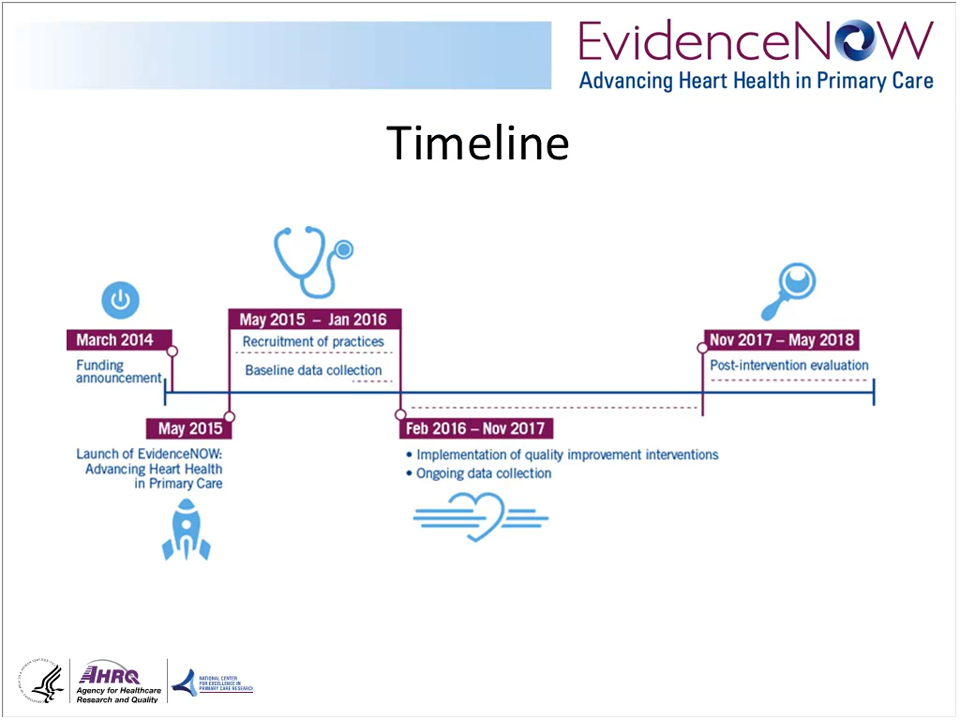 EvidenceNOW
Advancing Heart Health in Primary Care
Timeline
March 2014
Funding
announcement
May 2015 – Jan 2016
Recruitment of practices
Baseline data collection
Nov 2017 – May 2018
Post-intervention evaluation
May 2015
Launch of EvidenceNOW:
Advancing Heart Health
in Primary Care
Feb 2016 – Nov 2017
• Implementation of quality improvement interventions
• Ongoing data collection
AHRQ
Agency for Healthcare
Research and Quality
NATIONAL CENTER
FOR EXCELLENCE IN
PRIMARY CARE RESEARCH